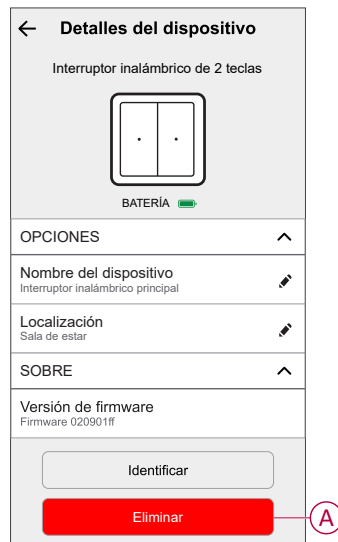 Detalles del dispositivo
Interruptor inalámbrico de 2 teclas
BATERÍA
OPCIONES
Nombre del dispositivo
Interruptor inalámbrico principal
Localización
Sala de estar
SOBRE
Versión de firmware
Firmware 020901ff
Identificar
Eliminar
A